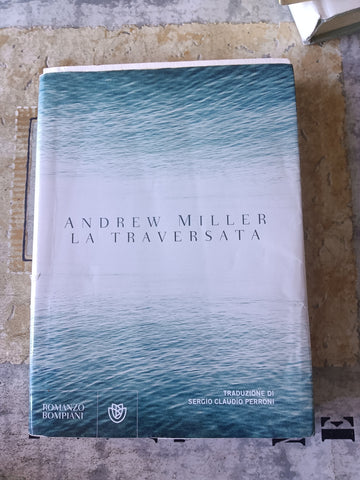 ANDREW MILLER
LA TRAVERSATA
TRADUZIONE DI
SERGIO CLAUDIO PERRONI
ROMANZO
BOMPIANI